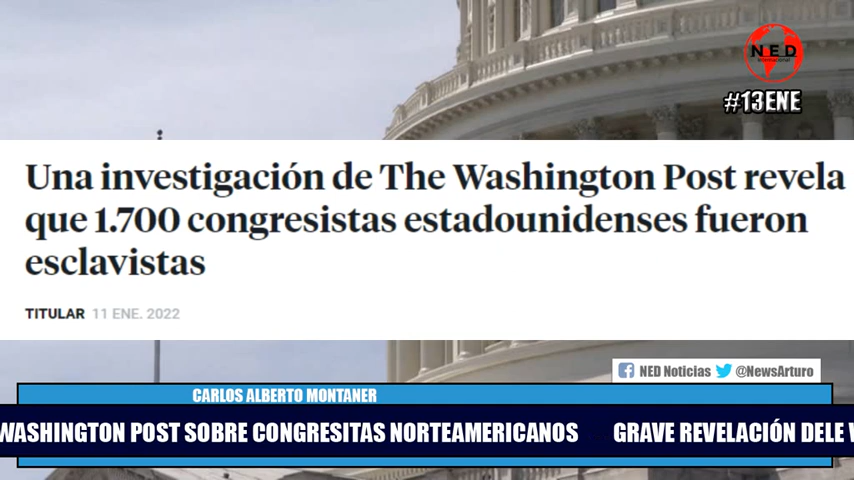 NED
Internacional
#13ENE
Una investigación de The Washington Post revela
que 1.700 congresistas estadounidenses fueron
esclavistas
TITULAR 11 ENE. 2022
NED Noticias @NewsArturo
CARLOS ALBERTO MONTANER
WASHINGTON POST SOBRE CONGRESITAS NORTEAMERICANOS GRAVE REVELACIÓN DELE